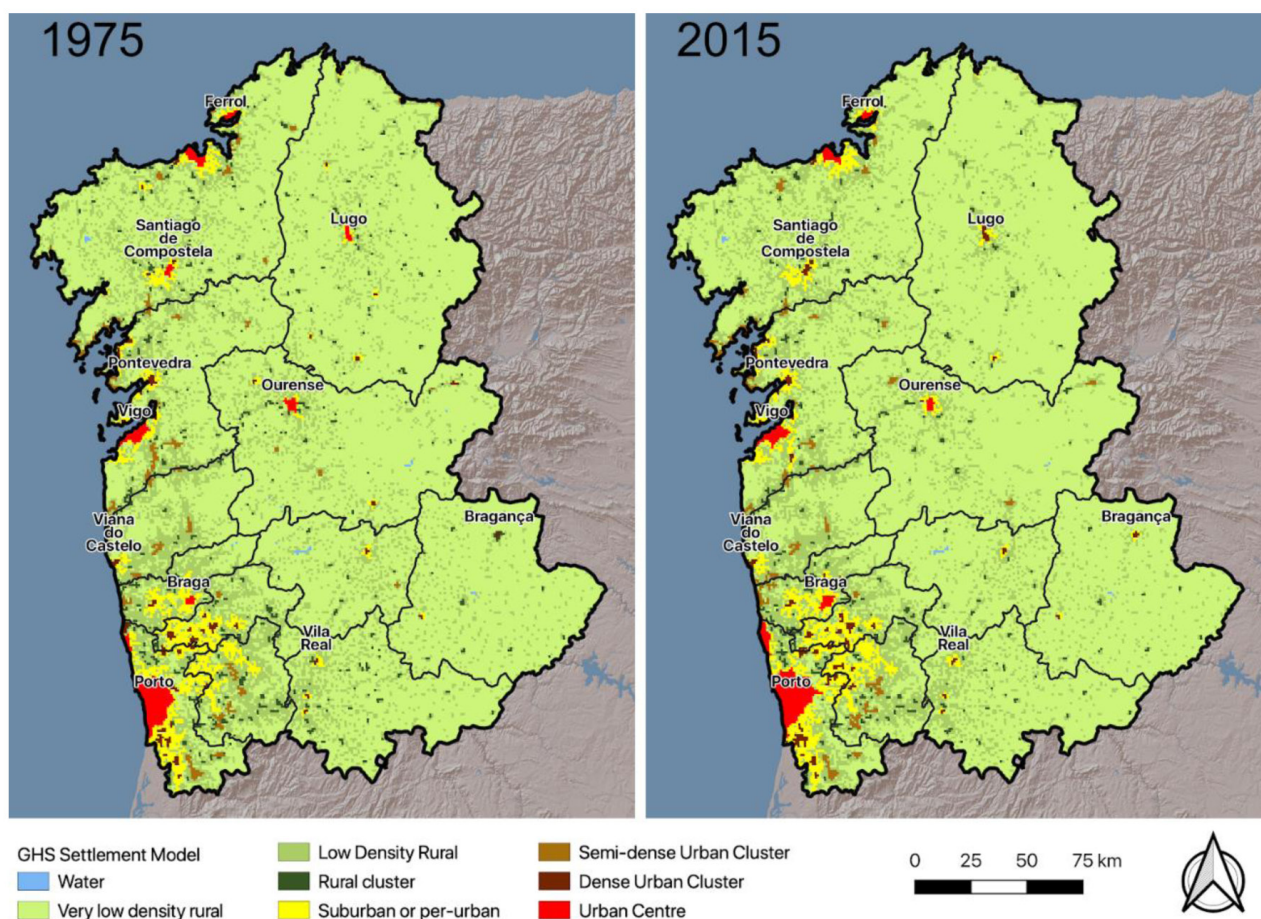 1975
Ferrol
Santiago
de
Compostela
Lugo
Pontevedra
Ourense
Vigo
Viana
do
Castelo
Bragança
Braga
Vila
Real
Porto
2015
Ferrol
Santiago
de
Compostela
Lugo
Pontevedra
Ourense
Vigo
Viana
do
Castelo
Bragança
Braga
Vila
Real
Porto
GHS Settlement Model
Water
Very low density rural
Low Density Rural
Rural cluster
Suburban or per-urban
Semi-dense Urban Cluster
Dense Urban Cluster
Urban Centre
0 25 50 75 km